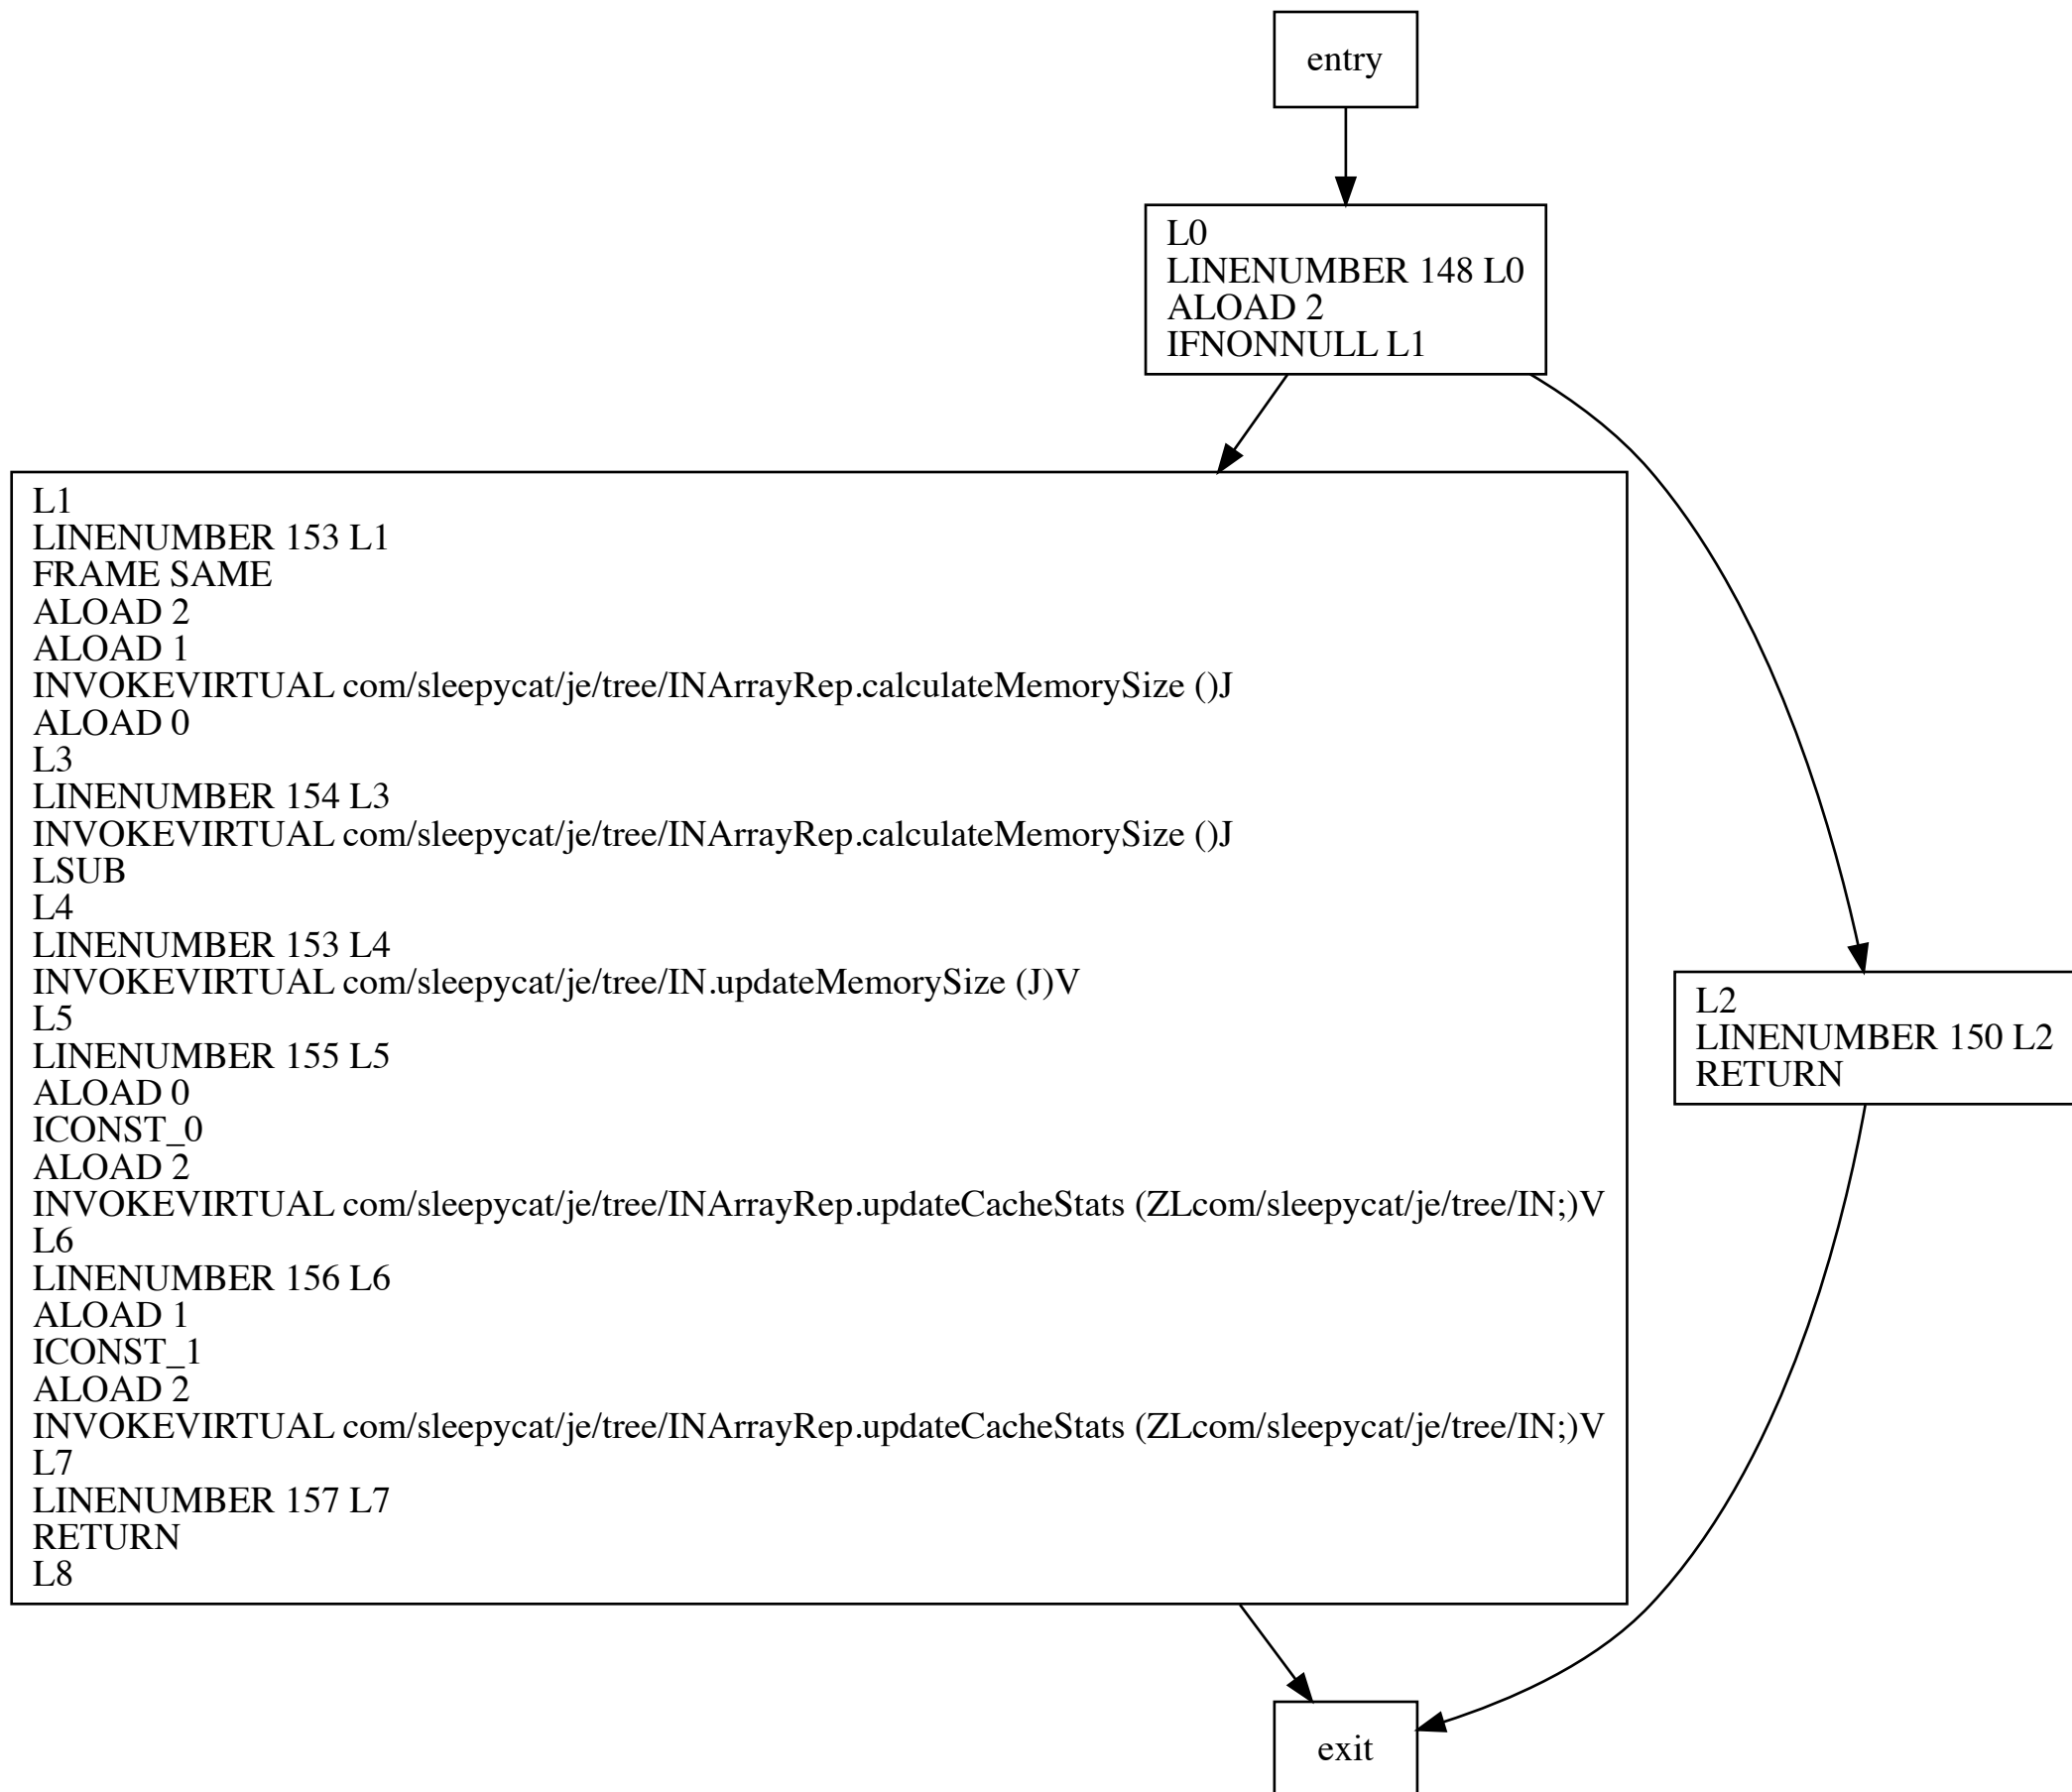 entry
L0
LINENUMBER 148 L0
ALOAD 2
IFNONNULL L1
L1
LINENUMBER 153 L1
FRAME SAME
ALOAD 2
ALOAD 1
INVOKEVIRTUAL com/sleepycat/je/tree/INArrayRep.calculateMemorySize ()J
ALOAD 0
L3
LINENUMBER 154 L3
INVOKEVIRTUAL com/sleepycat/je/tree/INArrayRep.calculateMemorySize ()J
LSUB
L4
LINENUMBER 153 L4
INVOKEVIRTUAL com/sleepycat/je/tree/IN.updateMemorySize (J)V
L5
LINENUMBER 155 L5
ALOAD 0
ICONST_0
ALOAD 2
INVOKEVIRTUAL com/sleepycat/je/tree/INArrayRep.updateCacheStats (ZLcom/sleepycat/je/tree/IN;)V
L6
LINENUMBER 156 L6
ALOAD 1
ICONST_1
ALOAD 2
INVOKEVIRTUAL com/sleepycat/je/tree/INArrayRep.updateCacheStats (ZLcom/sleepycat/je/tree/IN;)V
L7
LINENUMBER 157 L7
RETURN
L8
L2
LINENUMBER 150 L2
RETURN
exit